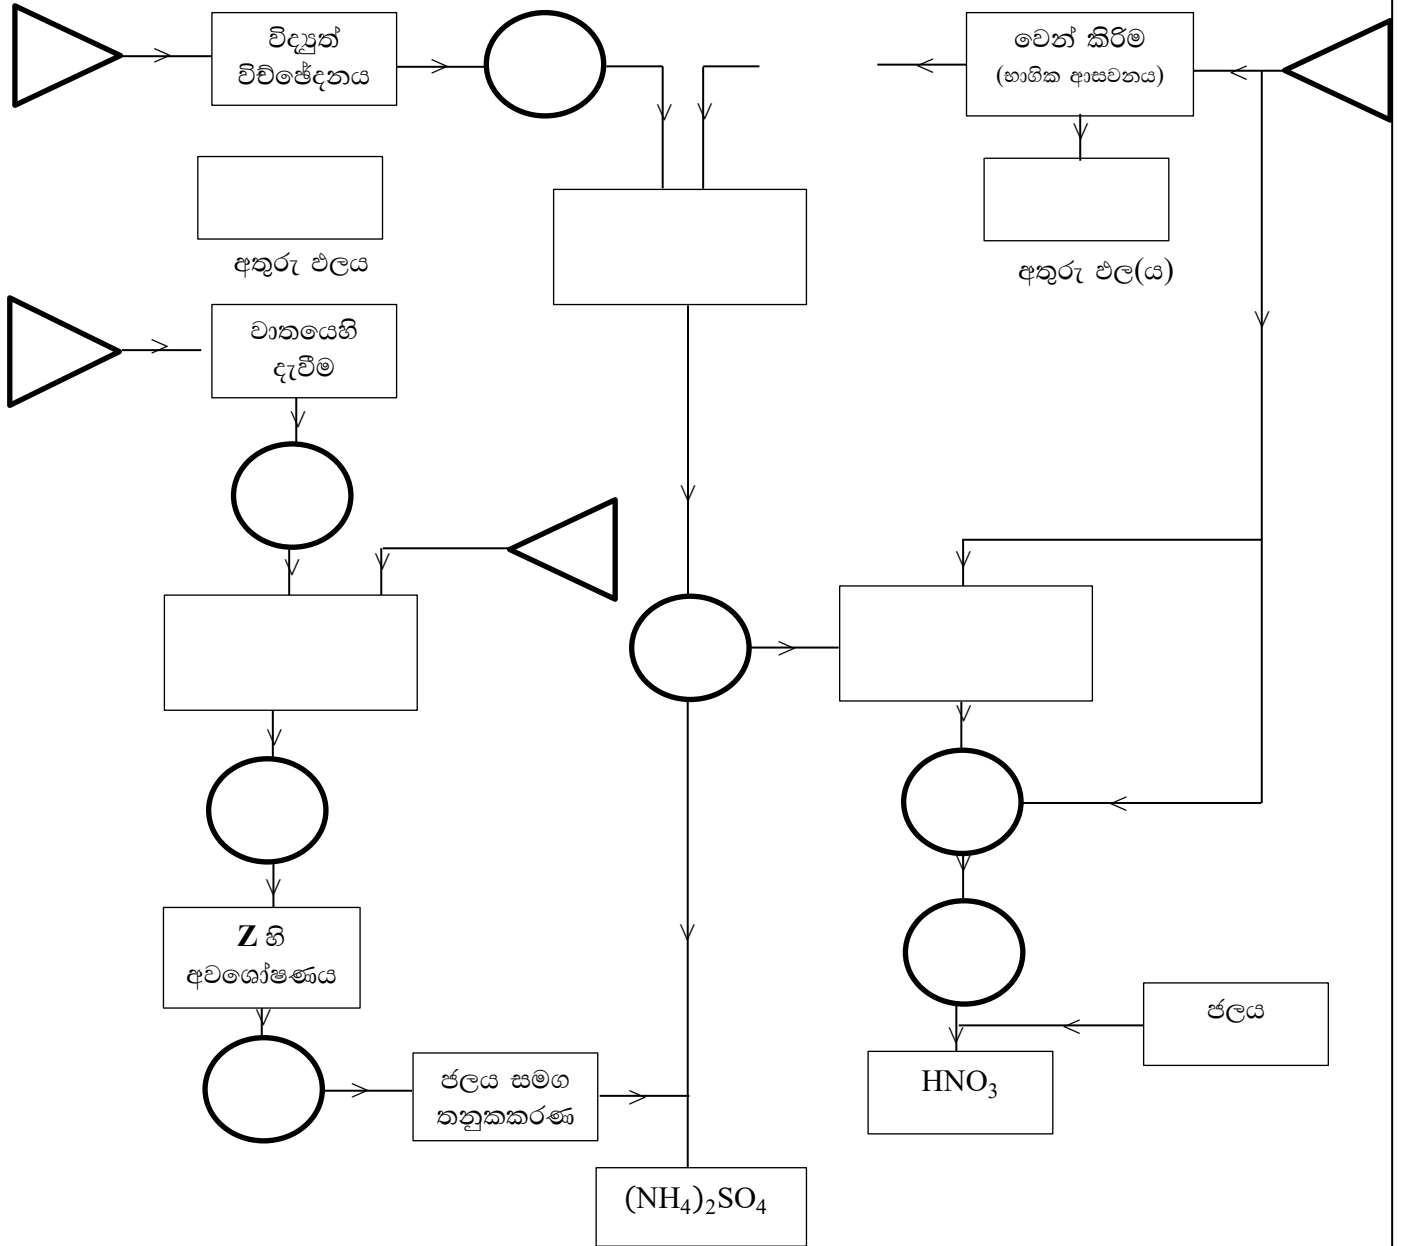 විද්‍යුත්
විච්ඡේදනය
වෙන් කිරිම
(භාගික ආසවනය)
අතුරු ඵලය
අතුරු ඵල(ය)
වාතයෙහි
දැවීම
Z හි
අවශෝෂණය
ජලය
ජලය සමග
තනුකකරණ
HNO₃
(NH₄)₂SO₄